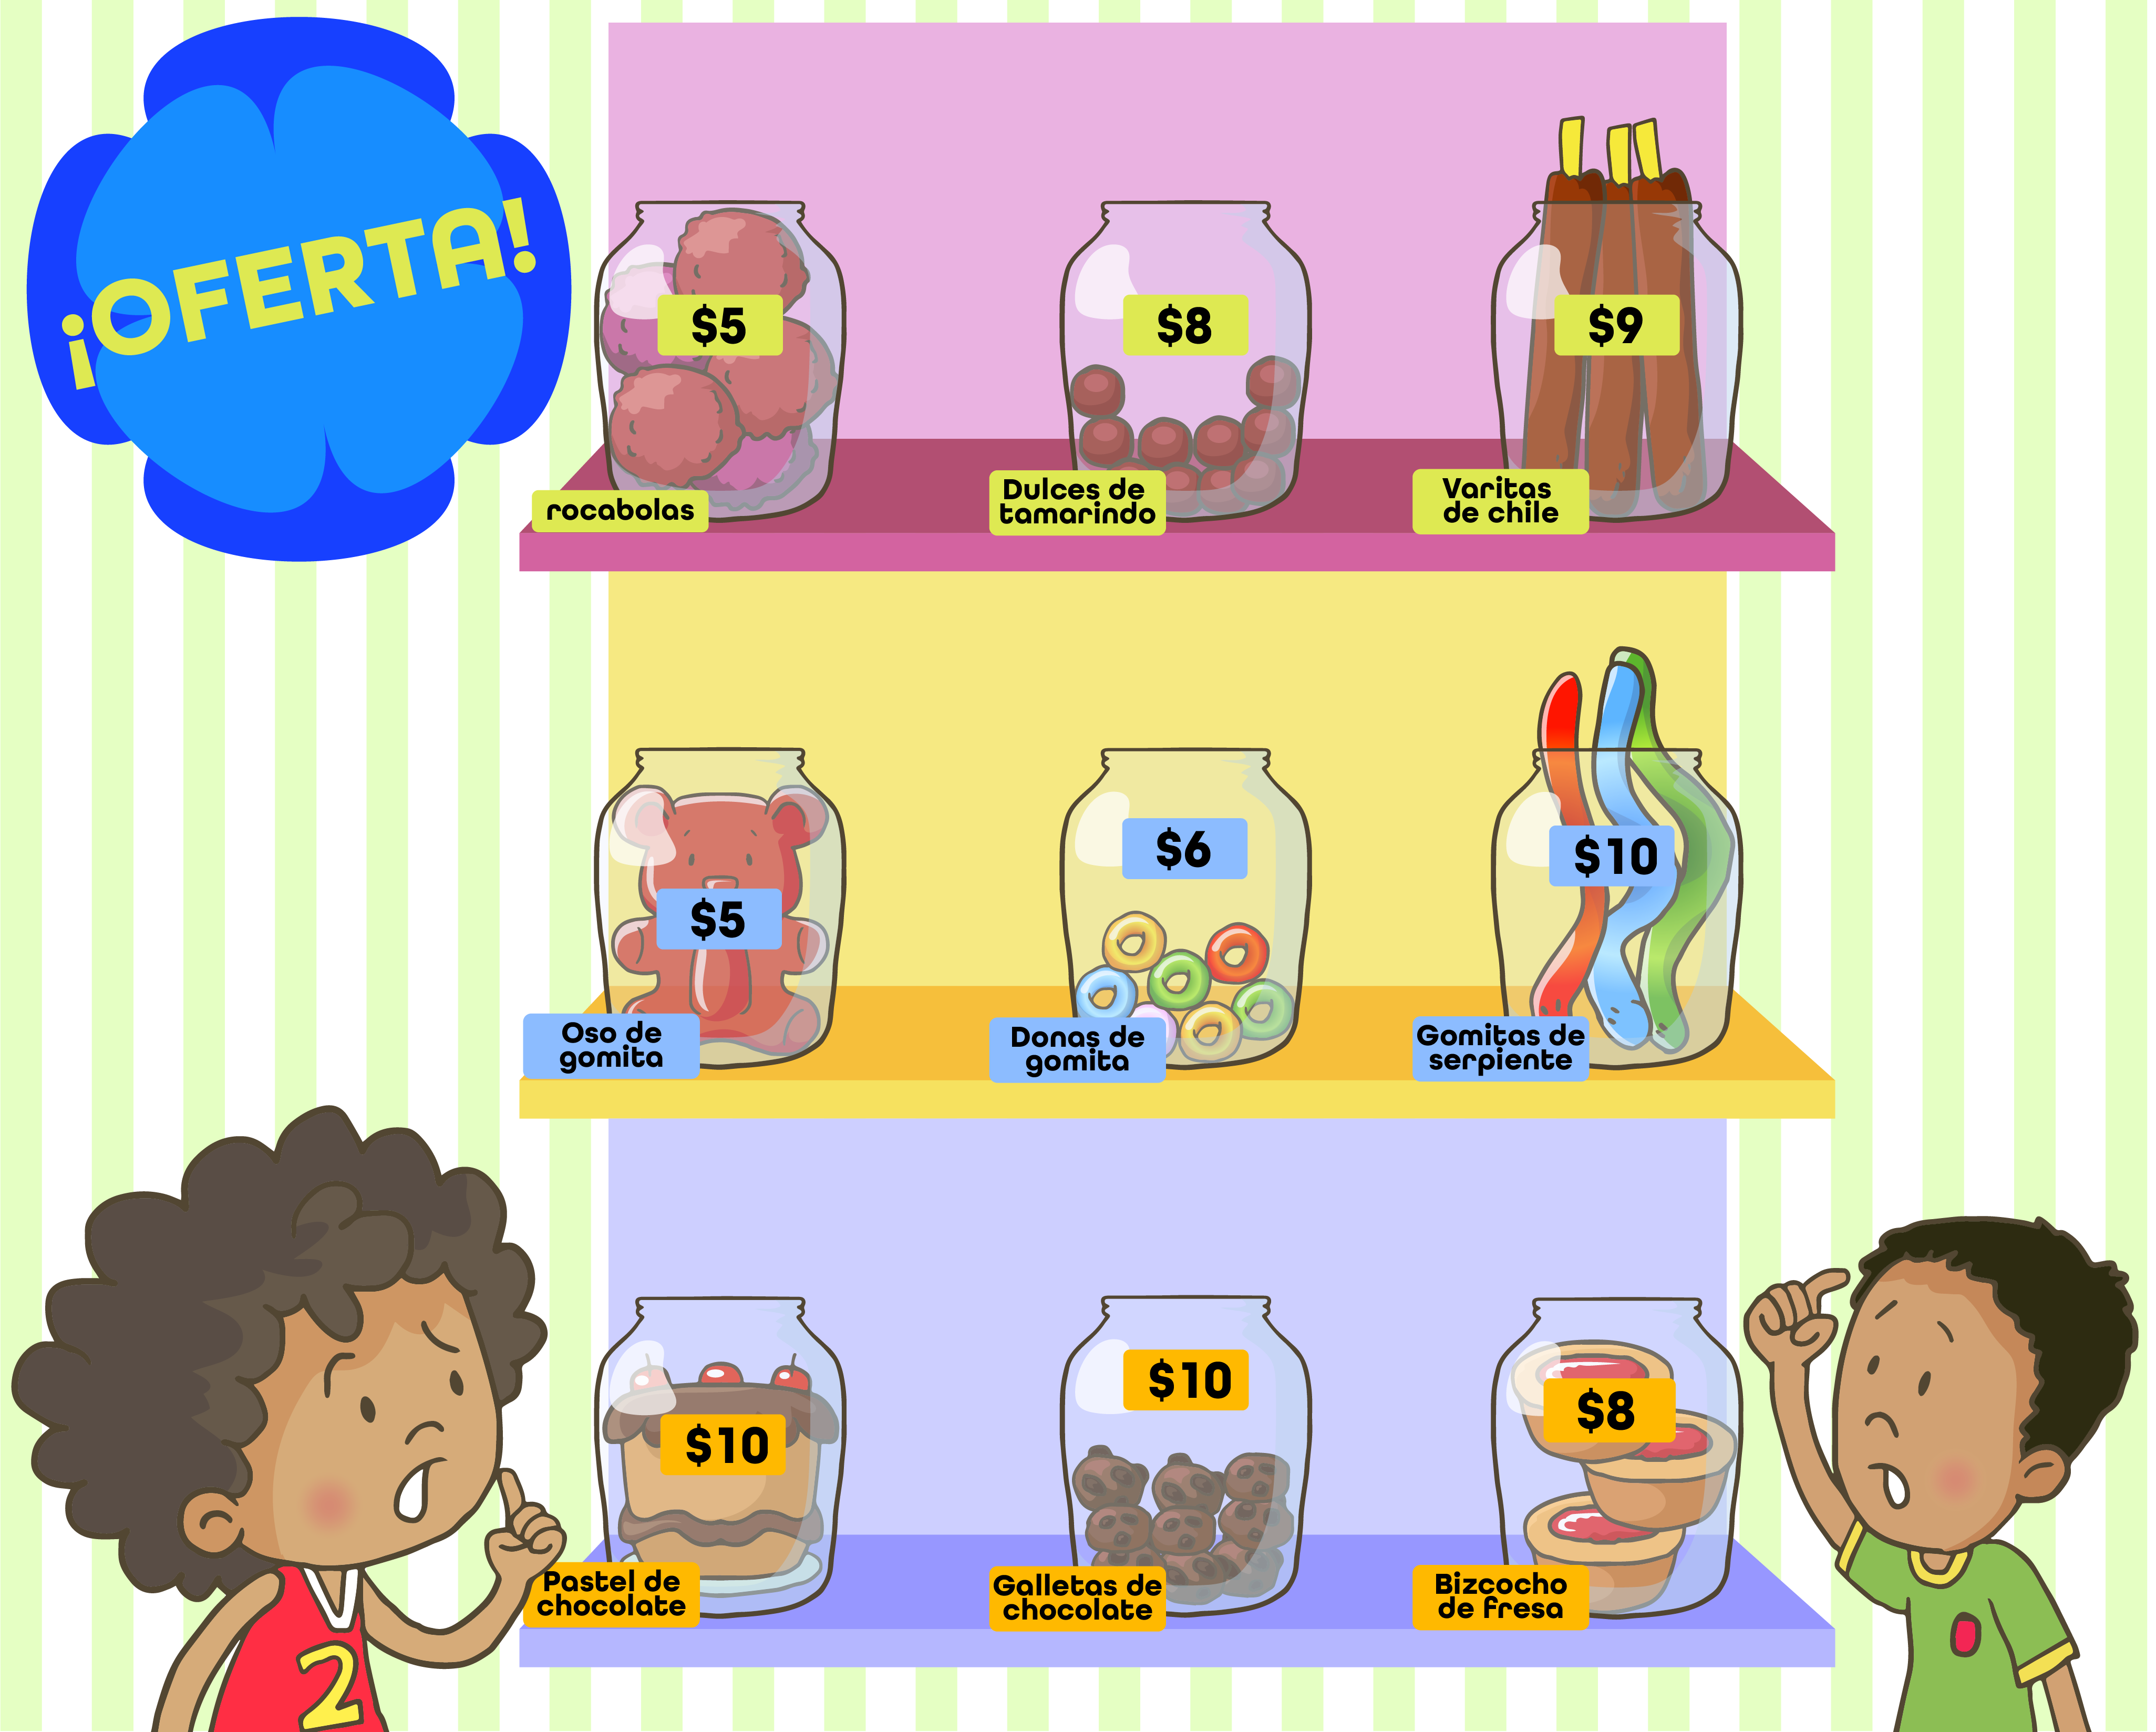 ¡OFERTA!
$5
$8
$9
rocabolas
Dulces de
tamarindo
Varitas
de chile
$5
$6
$10
Oso de
gomita
Donas de
gomita
Gomitas de
serpiente
$10
$10
$8
Pastel de
chocolate
Galletas de
chocolate
Bizcocho
de fresa
2